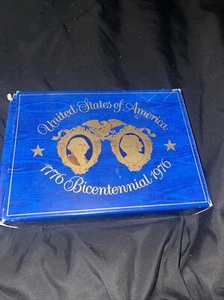 United States of America
1776 Bicentennial 1976